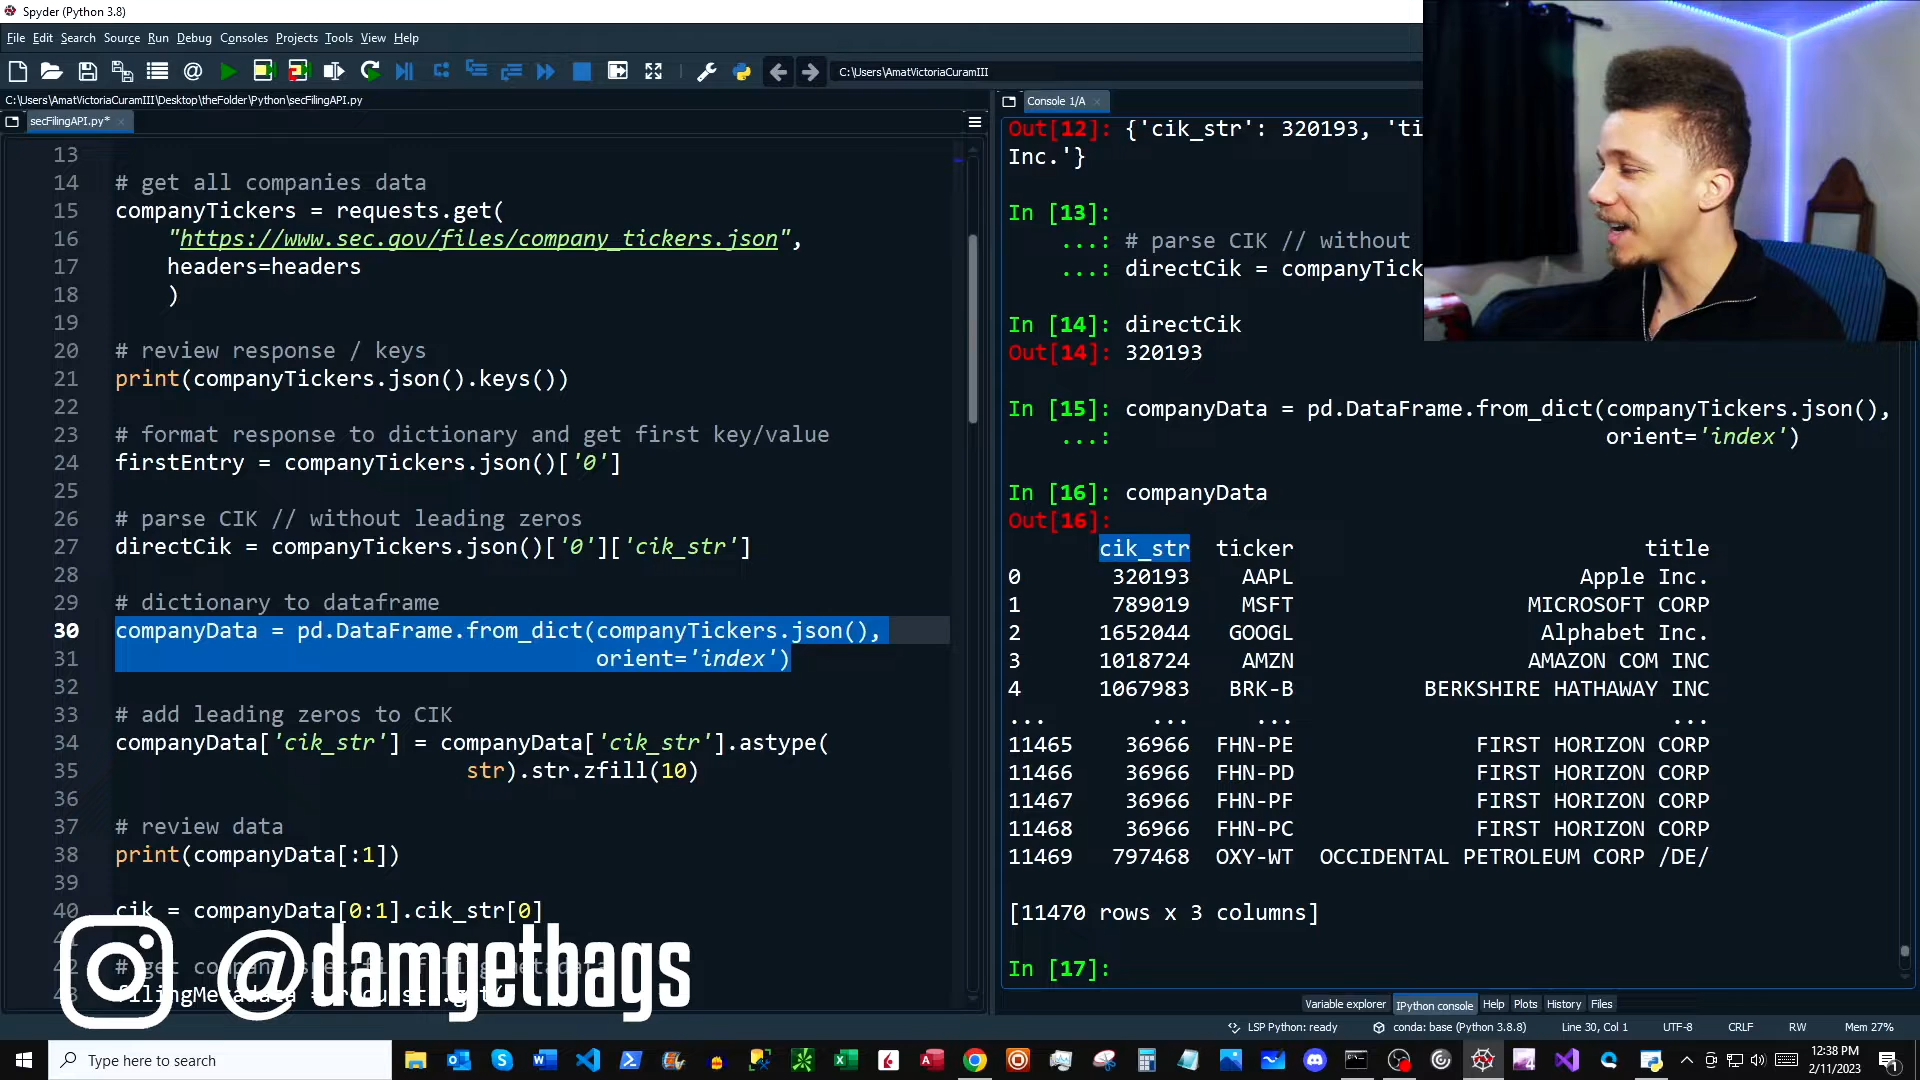 Spyder (Python 3.8)
File Edit Search Source Run Debug Consoles Projects Tools View Help
C:\Users\AmatVictoriaCuramIII
C:\Users\AmatVictoriaCuramIII\Desktop\theFolder\Python\secFilingAPI.py
secFilingAPI.py*
13
14 # get all companies data
15 companyTickers = requests.get(
16 "https://www.sec.gov/files/company_tickers.json",
17 headers=headers
18 )
19
20 # review response / keys
21 print(companyTickers.json().keys())
22
23 # format response to dictionary and get first key/value
24 firstEntry = companyTickers.json()['0']
25
26 # parse CIK // without leading zeros
27 directCik = companyTickers.json()['0']['cik_str']
28
29 # dictionary to dataframe
30 companyData = pd.DataFrame.from_dict(companyTickers.json(),
31 orient='index')
32
33 # add leading zeros to CIK
34 companyData['cik_str'] = companyData['cik_str'].astype(
35 str).str.zfill(10)
36
37 # review data
38 print(companyData[:1])
39
40 cik = companyData[0:1].cik_str[0]
@damgetbags
Console 1/A
Out[12]: {'cik_str': 320193, 'ti
Inc.'}
In [13]:
...: # parse CIK // without
...: directCik = companyTick
In [14]: directCik
Out[14]: 320193
In [15]: companyData = pd.DataFrame.from_dict(companyTickers.json(),
...: orient='index')
In [16]: companyData
Out[16]:
cik_str ticker title
0 320193 AAPL Apple Inc.
1 789019 MSFT MICROSOFT CORP
2 1652044 GOOGL Alphabet Inc.
3 1018724 AMZN AMAZON COM INC
4 1067983 BRK-B BERKSHIRE HATHAWAY INC
... ... ... ...
11465 36966 FHN-PE FIRST HORIZON CORP
11466 36966 FHN-PD FIRST HORIZON CORP
11467 36966 FHN-PF FIRST HORIZON CORP
11468 36966 FHN-PC FIRST HORIZON CORP
11469 797468 OXY-WT OCCIDENTAL PETROLEUM CORP /DE/
[11470 rows x 3 columns]
In [17]:
Variable explorer IPython console Help Plots History Files
LSP Python: ready conda: base (Python 3.8.8) Line 30, Col 1 UTF-8 CRLF RW Mem 27%
Type here to search
12:38 PM
2/11/2023